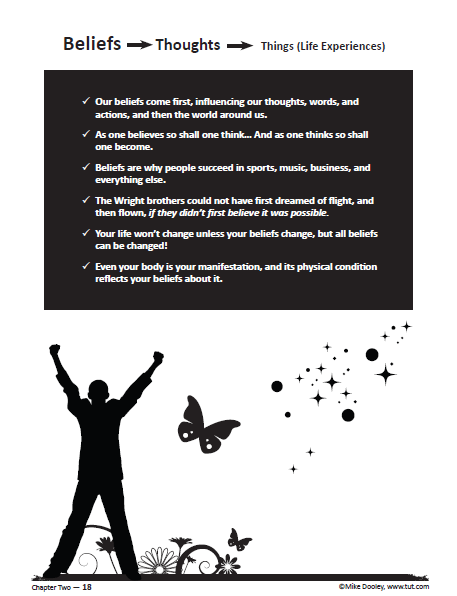 Beliefs → Thoughts → Things (Life Experiences)
✓ Our beliefs come first, influencing our thoughts, words, and
actions, and then the world around us.
✓ As one believes so shall one think... And as one thinks so shall
one become.
✓ Beliefs are why people succeed in sports, music, business, and
everything else.
✓ The Wright brothers could not have first dreamed of flight, and
then flown, if they didn't first believe it was possible.
✓ Your life won't change unless your beliefs change, but all beliefs
can be changed!
✓ Even your body is your manifestation, and its physical condition
reflects your beliefs about it.
Chapter Two — 18
©Mike Dooley, www.tut.com